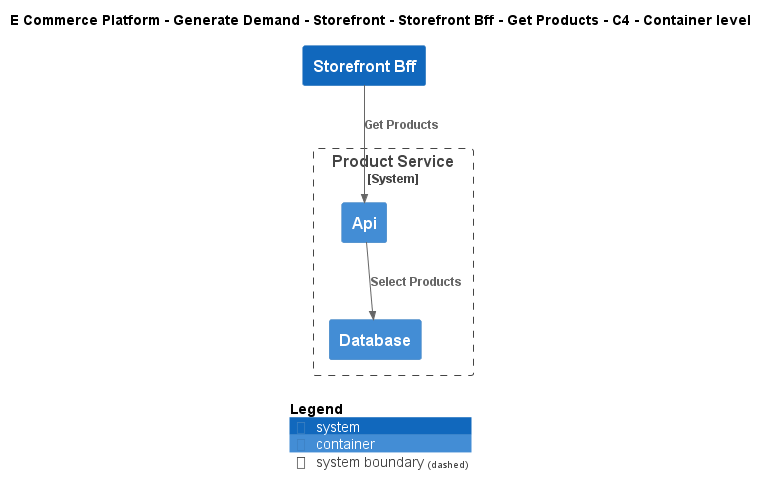 E Commerce Platform - Generate Demand - Storefront - Storefront Bff - Get Products - C4 - Container level
Storefront Bff
Get Products
Product Service
[System]
Api
Select Products
Database
Legend
system
container
system boundary (dashed)